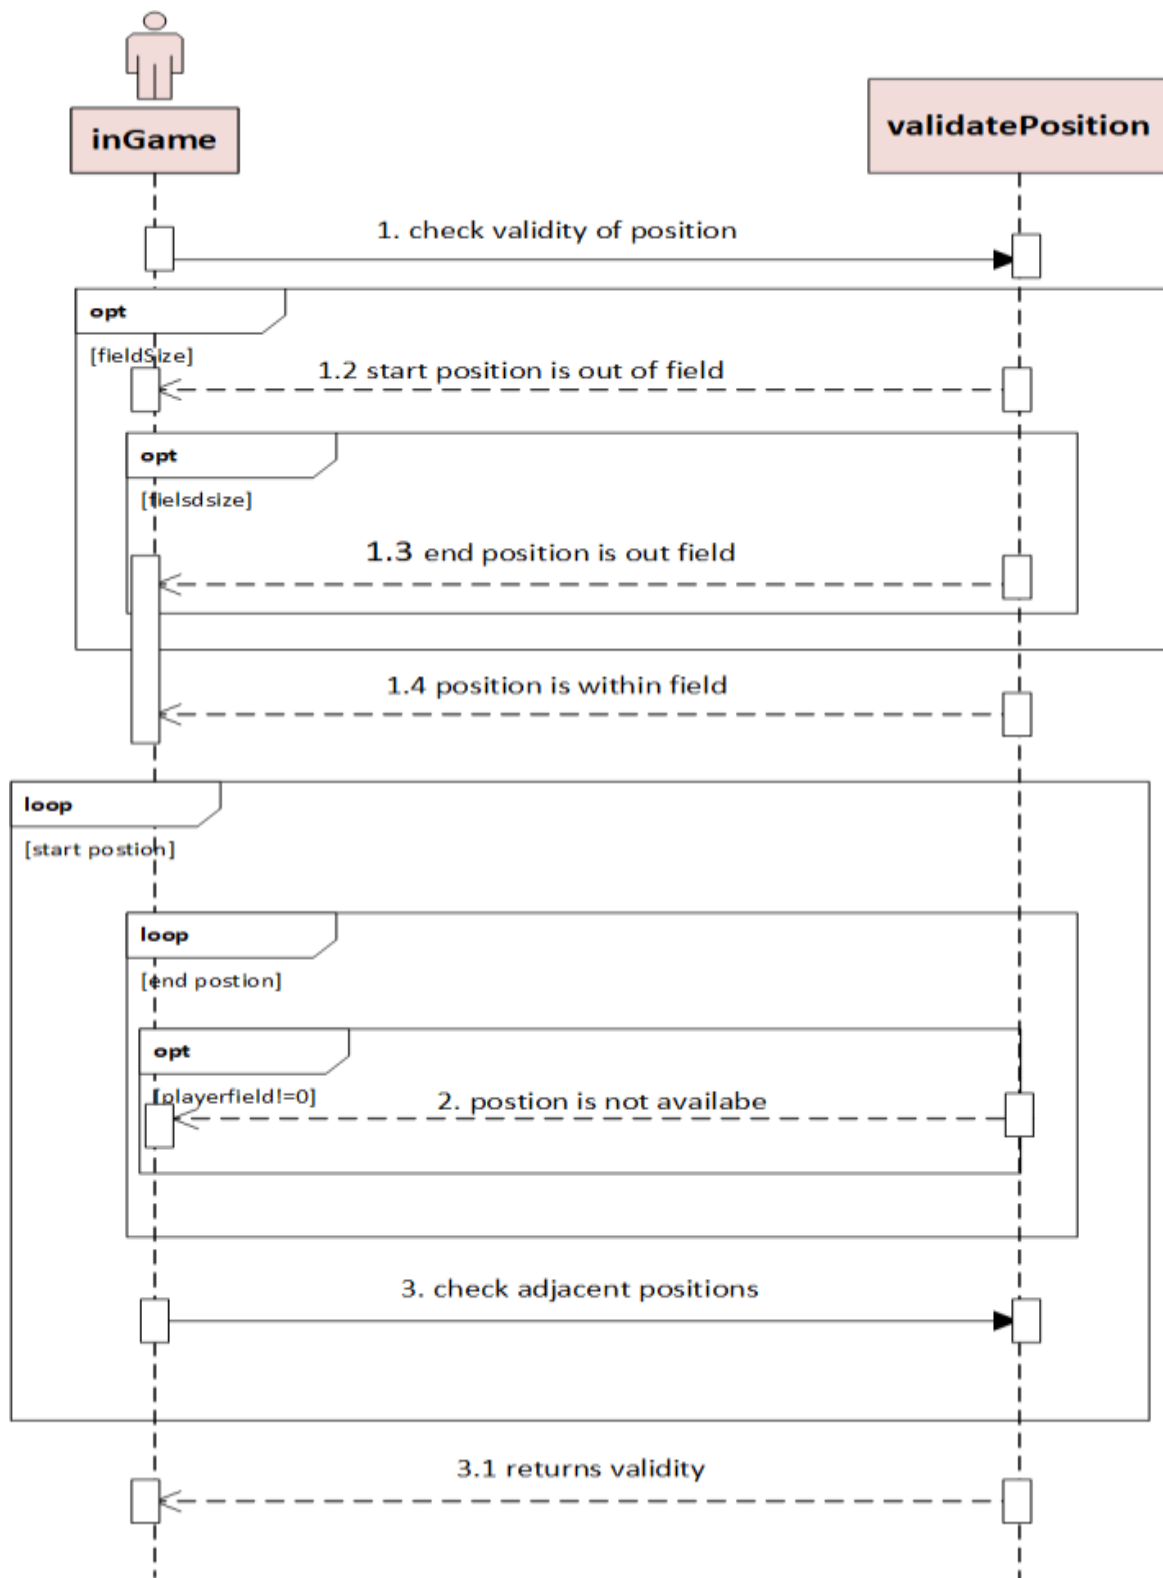 inGame
validatePosition
1. check validity of position
opt
[fieldSize]
1.2 start position is out of field
opt
[fielsdsize]
1.3 end position is out field
1.4 position is within field
loop
[start postion]
loop
[end postion]
opt
[playerfield!=0]
2. postion is not availabe
3. check adjacent positions
3.1 returns validity